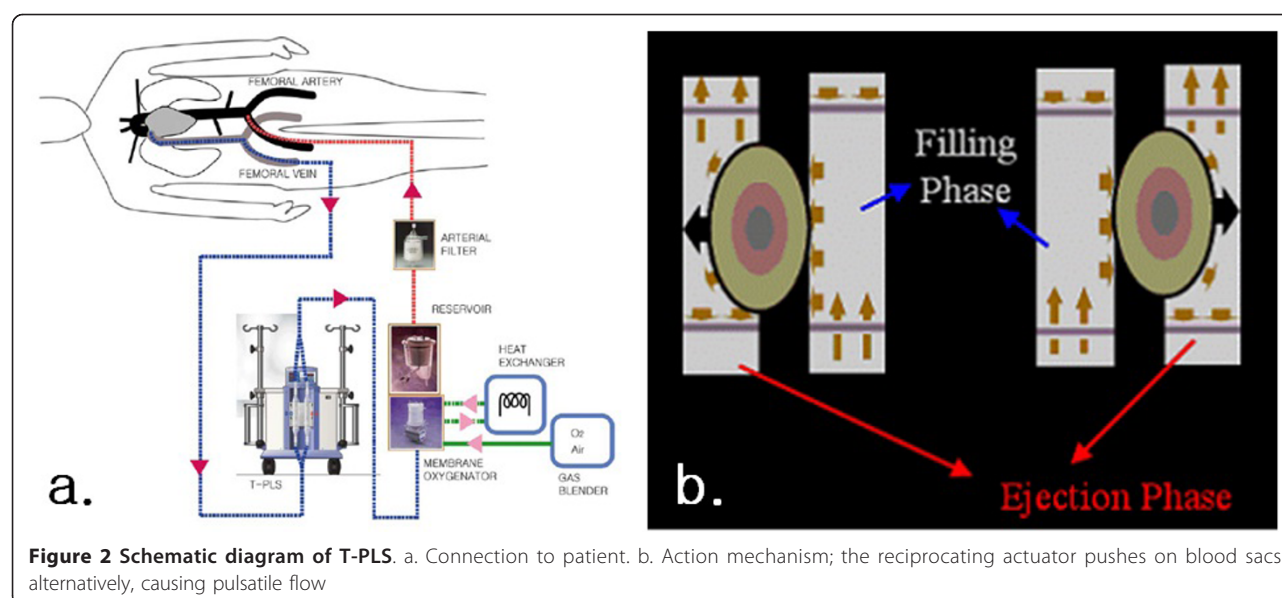 FEMORAL ARTERY
FEMORAL VEIN
ARTERIAL
FILTER
RESERVOIR
HEAT
EXCHANGER
O2
Air
MEMBRANE
OXYGENATOR
GAS
BLENDER
T-PLS
a.
Filling
Phase
Ejection Phase
b.
Figure 2 Schematic diagram of T-PLS. a. Connection to patient. b. Action mechanism; the reciprocating actuator pushes on blood sacs
alternatively, causing pulsatile flow